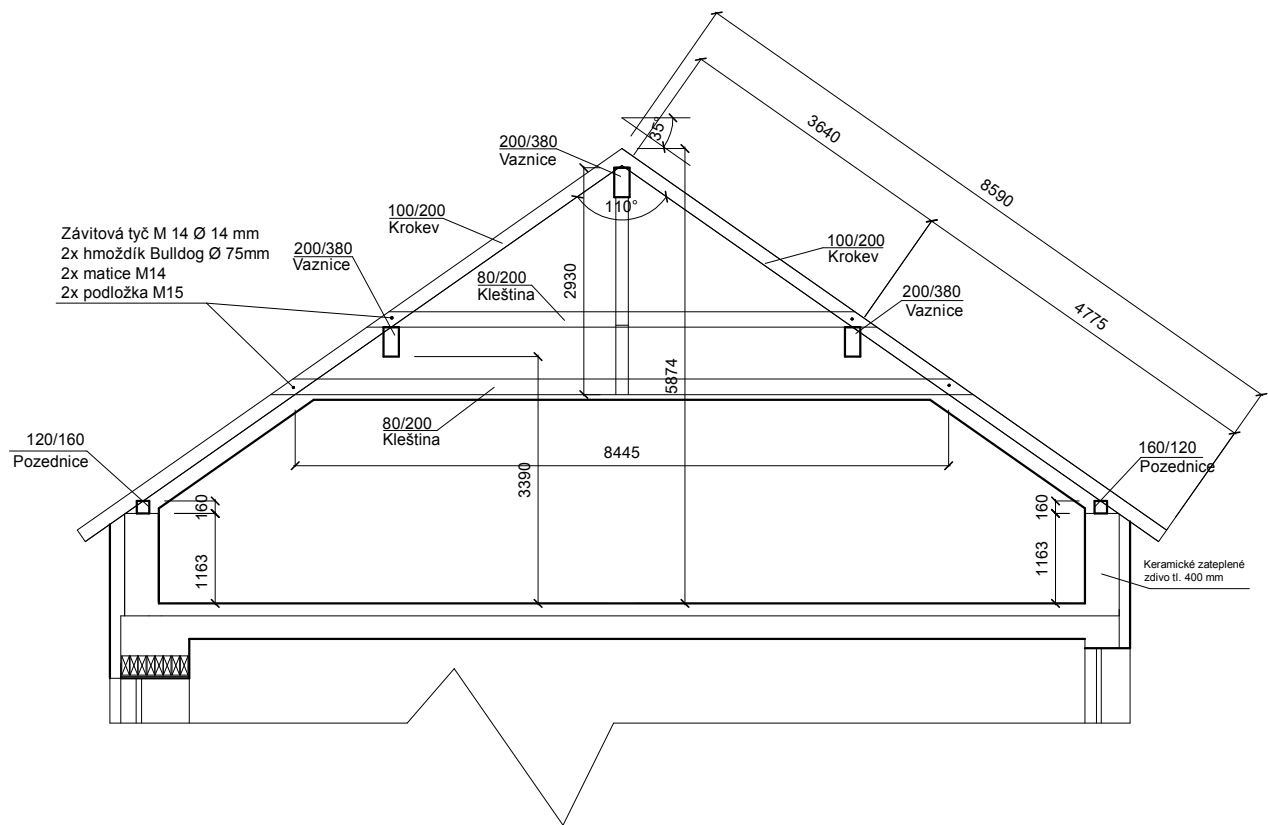 3640
8590
35°
200/380
Vaznice
110°
100/200
Krokev
Závitová tyč M 14 Ø 14 mm
2x hmoždík Bulldog Ø 75mm
2x matice M14
2x podložka M15
200/380
Vaznice
80/200
Kleština
2930
100/200
Krokev
200/380
Vaznice
4775
5874
80/200
Kleština
3390
8445
120/160
Pozednice
160/120
Pozednice
160
1163
160
1163
Keramické zateplené
zdivo tl. 400 mm